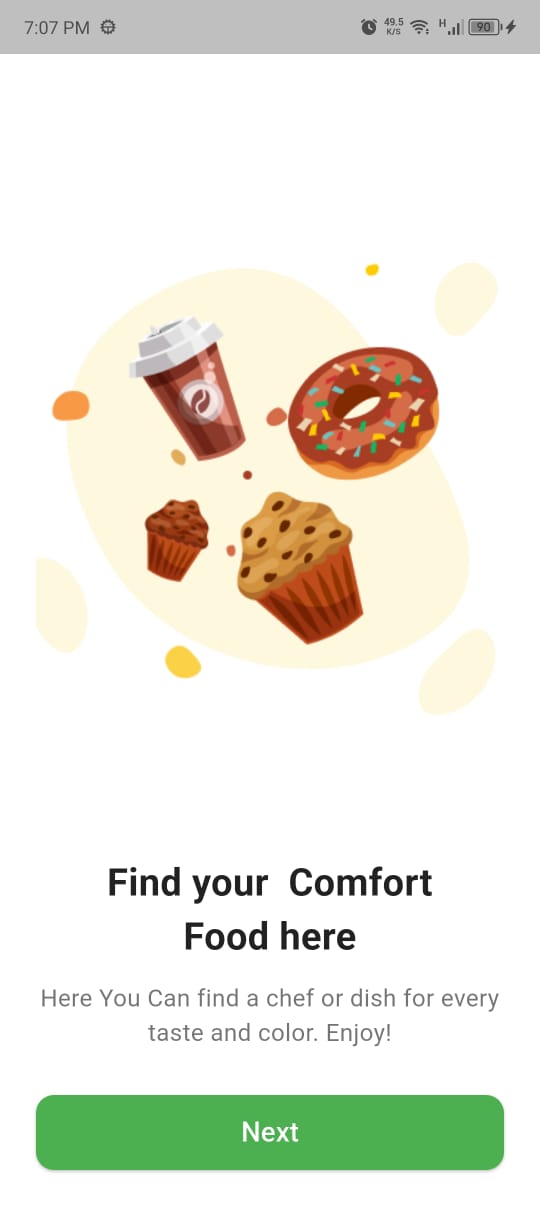 7:07 PM 49.5 K/S H 90
Find your  Comfort
Food here
Here You Can find a chef or dish for every
taste and color. Enjoy!
Next